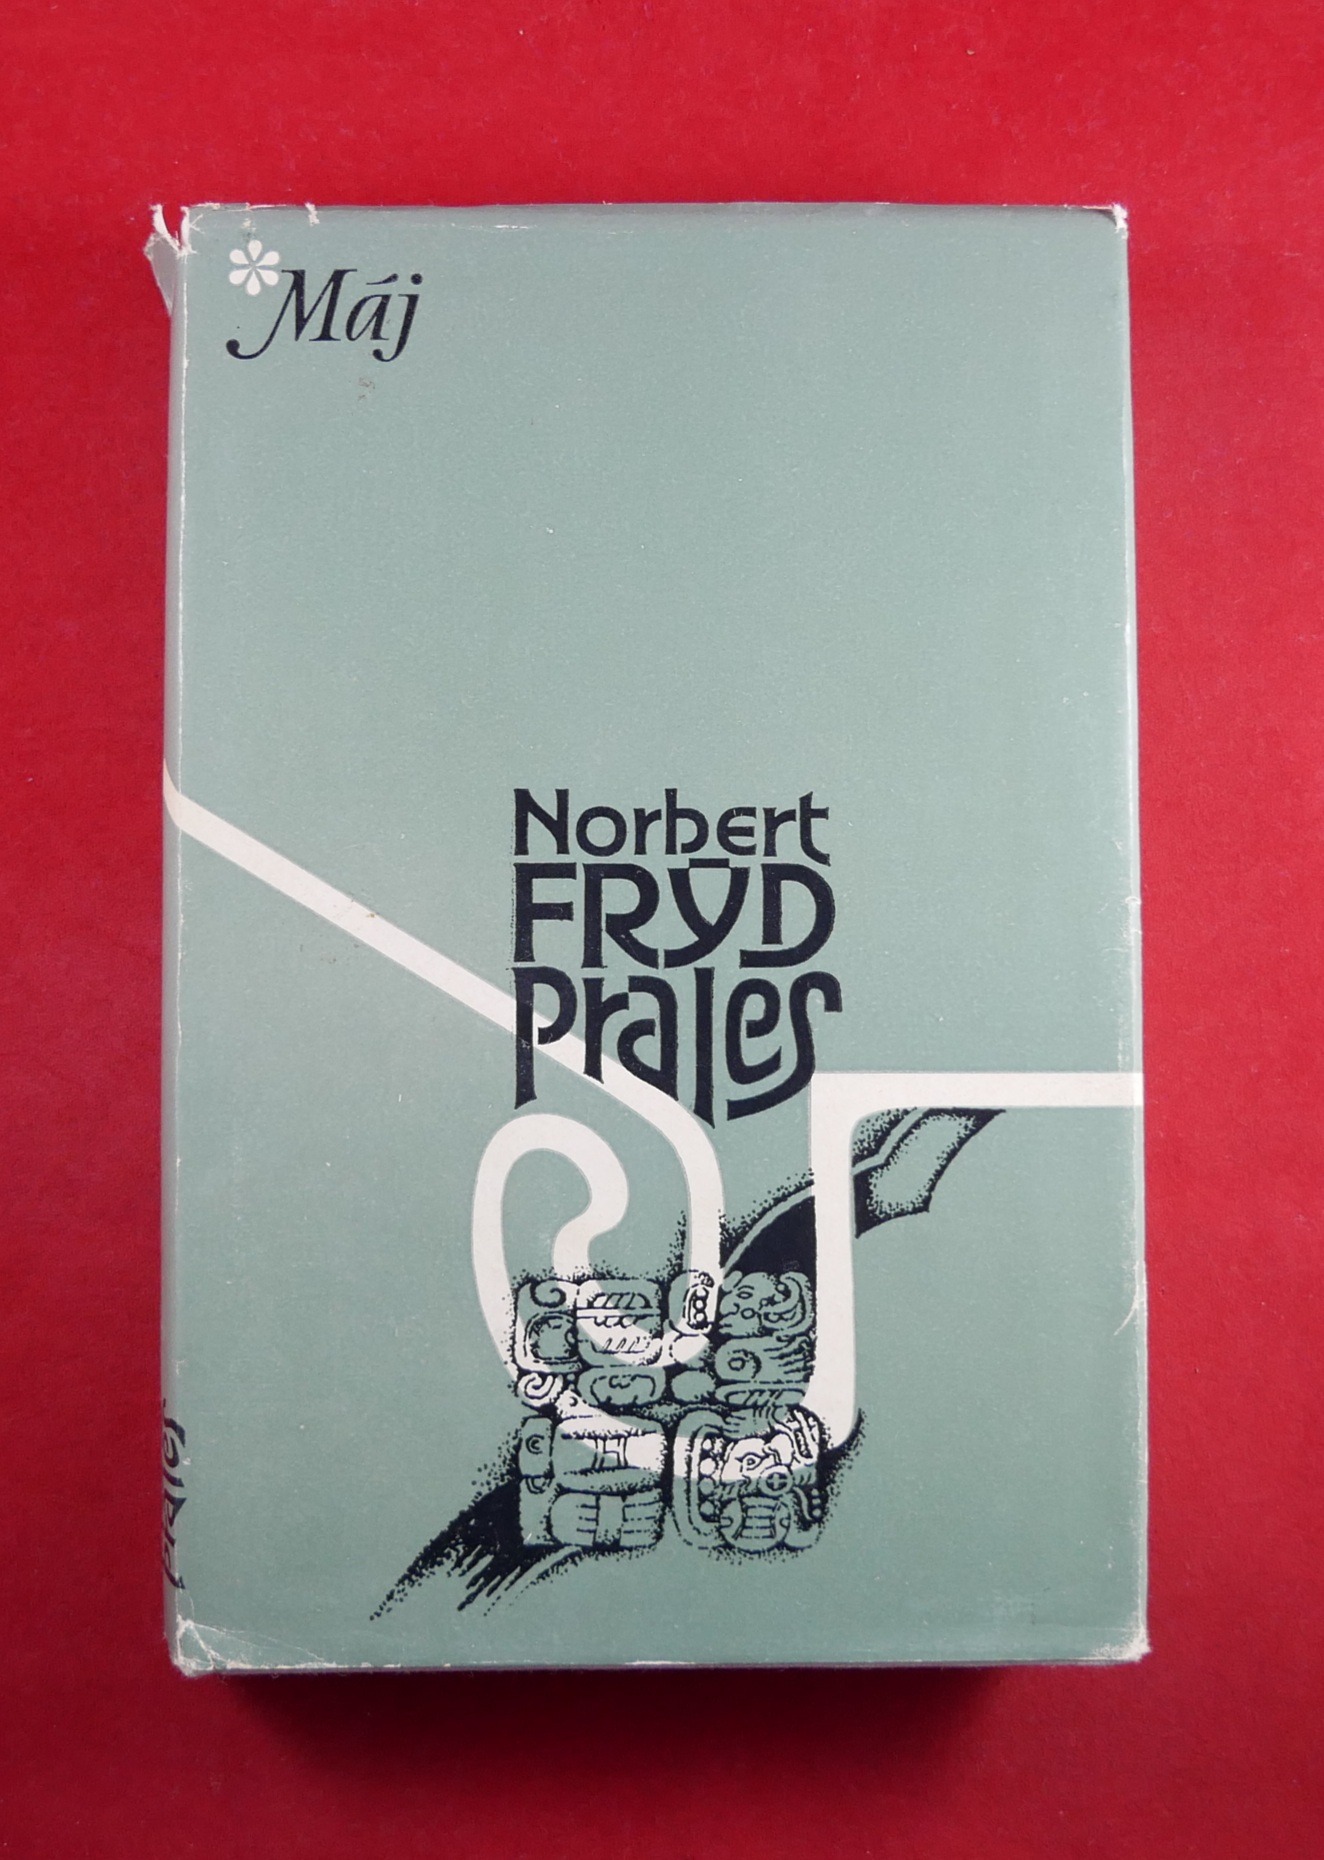 *Máj
Norbert
FRÝD
Prales
Prales